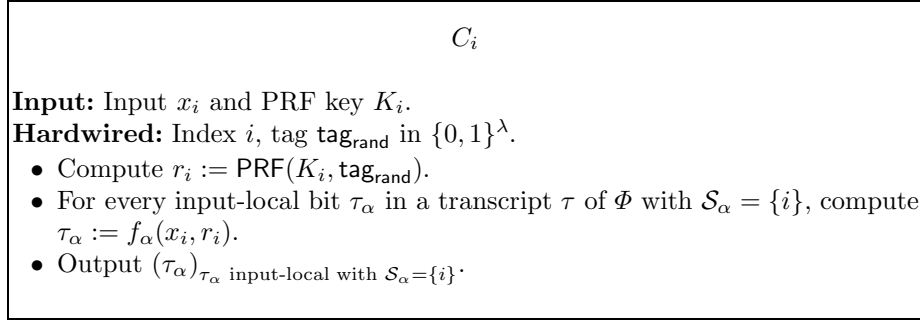 C_i
Input: Input x_i and PRF key K_i.
Hardwired: Index i, tag tag_rand in {0, 1}^λ.
• Compute r_i := PRF(K_i, tag_rand).
• For every input-local bit τ_α in a transcript τ of Φ with S_α = {i}, compute
τ_α := f_α(x_i, r_i).
• Output (τ_α)_{τ_α input-local with S_α={i}}.